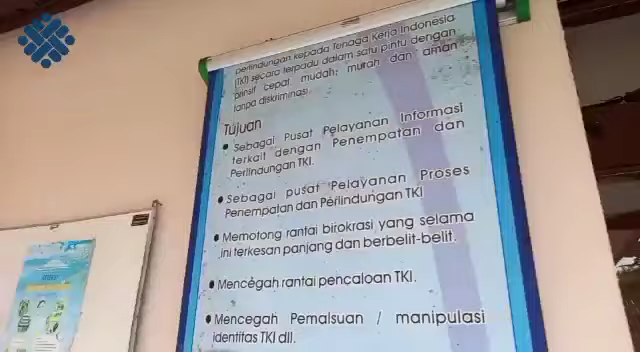 perlindungan kepada Tenaga Kerja Indonesia
(TKI) secara terpadu dalam satu pintu dengan
prinsif cepat, mudah, murah dan aman
tanpa diskriminasi.
Tujuan
• Sebagai Pusat Pelayanan Informasi
terkait dengan Penempatan dan
Perlindungan TKI.
• Sebagai pusat Pelayanan Proses
Penempatan dan Perlindungan TKI
• Memotong rantai birokrasi yang selama
ini terkesan panjang dan berbelit-belit.
• Mencegah rantai pencaloan TKI.
• Mencegah Pemalsuan / manipulasi
identitas TKI dll.